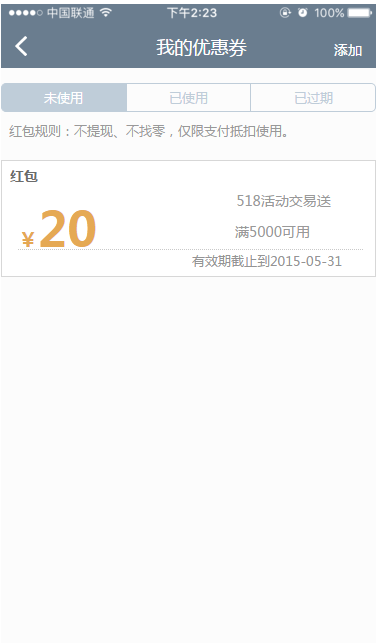 中国联通 下午2:23 100%
我的优惠券 添加
未使用 已使用 已过期
红包规则：不提现、不找零，仅限支付抵扣使用。
红包
518活动交易送
¥20
满5000可用
有效期截止到2015-05-31